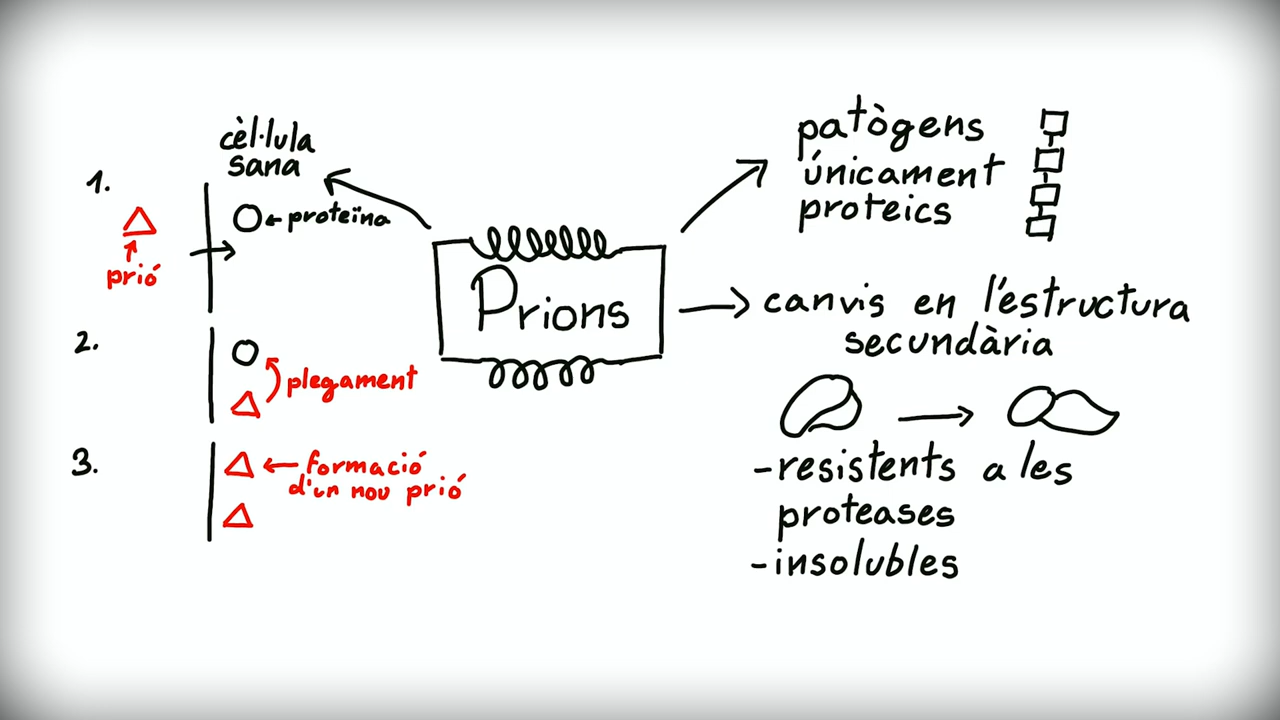 Prions
cèl·lula
sana
1.
←proteïna
prió
2.
plegament
3.
formació
d'un nou prió
patògens
únicament
proteics
canvis en l'estructura
secundària
-resistents a les
proteases
-insolubles